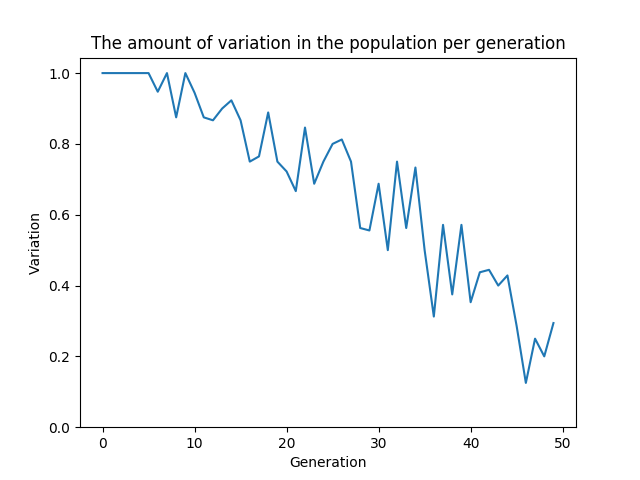 The amount of variation in the population per generation
1.0
0.8
0.6
0.4
0.2
0.0
Variation
0 10 20 30 40 50
Generation